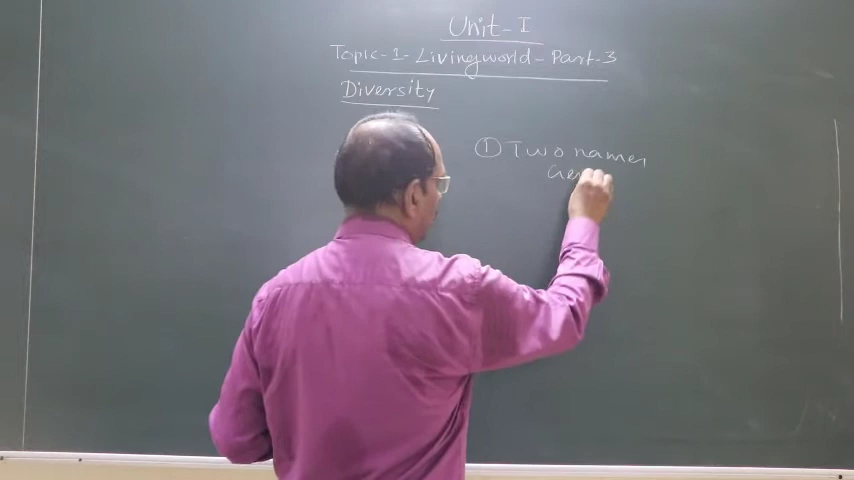 Unit-I
Topic-1-Livingworld-Part-3
Diversity
① Two names
Gen